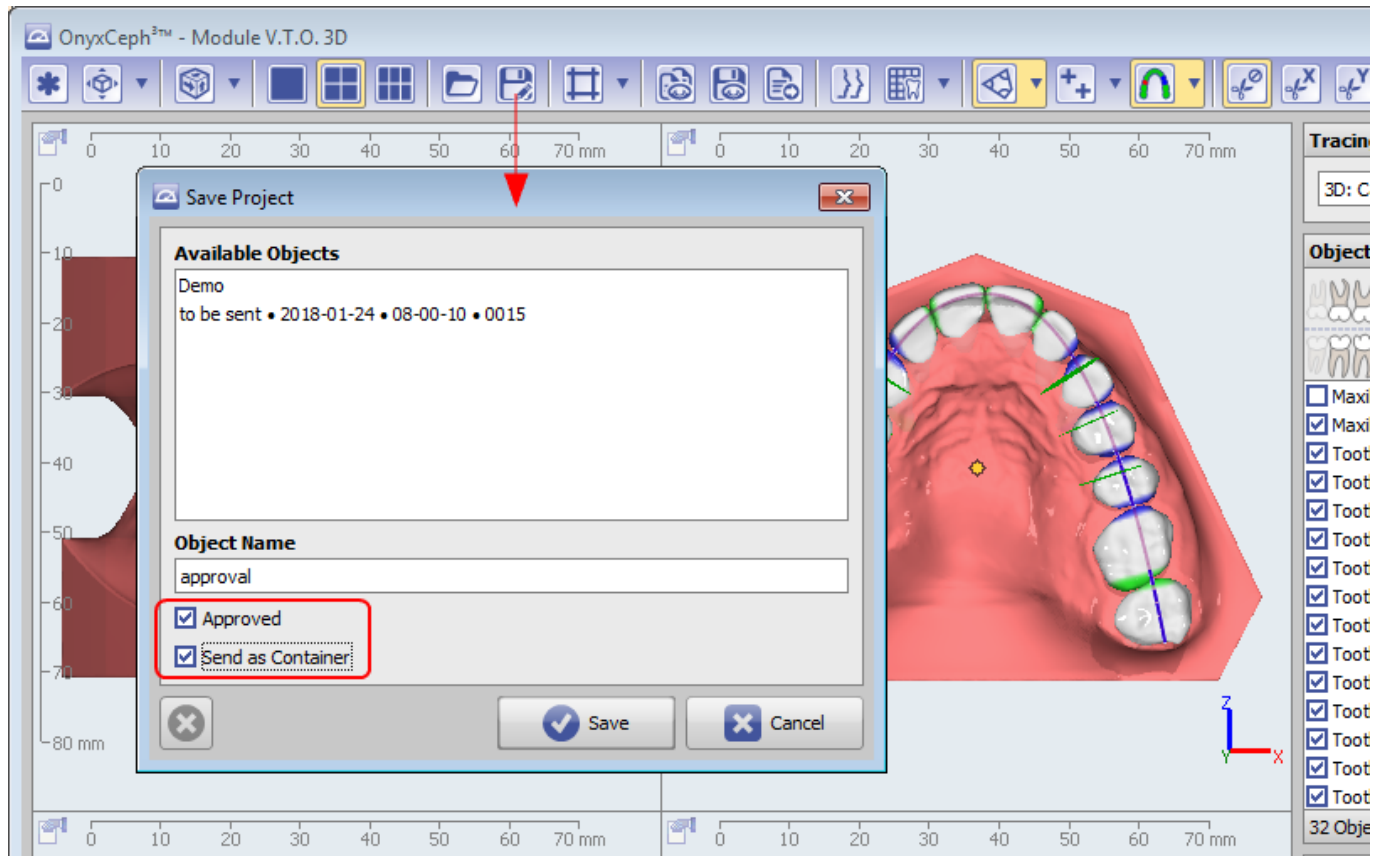 OnyxCeph³™ - Module V.T.O. 3D
0 10 20 30 40 50 60 70 mm
0 10 20 30 40 50 60 70 mm
Tracin
3D: C
Object
Maxi
Maxi
Toot
Toot
Toot
Toot
Toot
Toot
Toot
Toot
Toot
Toot
Toot
Toot
Toot
32 Obje
0
-10
-20
-30
-40
-50
-60
-70
-80 mm
Save Project
Available Objects
Demo
to be sent • 2018-01-24 • 08-00-10 • 0015
Object Name
approval
Approved
Send as Container
Save
Cancel
Z
Y
X
0 10 20 30 40 50 60 70 mm
0 10 20 30 40 50 60 70 mm